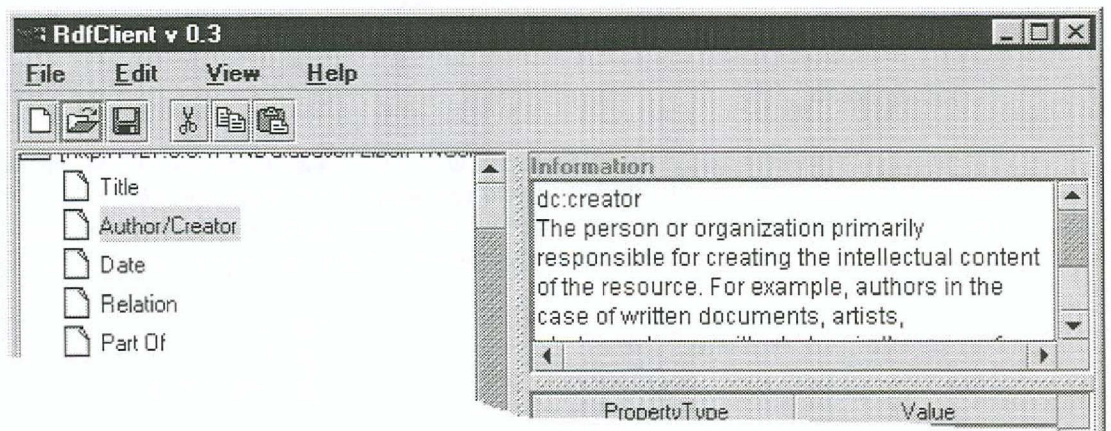 RdfClient v 0.3
File Edit View Help
Title
Author/Creator
Date
Relation
Part Of
Information
dc:creator
The person or organization primarily
responsible for creating the intellectual content
of the resource. For example, authors in the
case of written documents, artists,
PropertyType Value